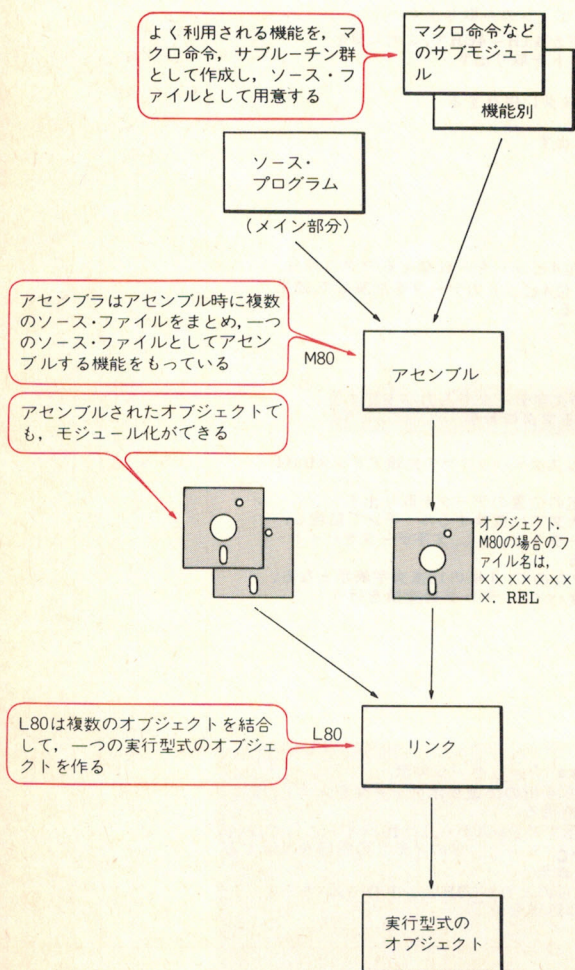 よく利用される機能を，マ
クロ命令，サブルーチン群
として作成し，ソース・フ
ァイルとして用意する
マクロ命令など
のサブモジュー
ル
機能別
ソース・
プログラム
(メイン部分)
アセンブラはアセンブル時に複数
のソース・ファイルをまとめ，一つ
のソース・ファイルとしてアセン
ブルする機能をもっている
M80
アセンブル
アセンブルされたオブジェクトで
も，モジュール化ができる
オブジェクト．
M80の場合のフ
ァイル名は，
×××××××
×．REL
L80は複数のオブジェクトを結合
して，一つの実行型式のオブジェ
クトを作る
L80
リンク
実行型式の
オブジェクト